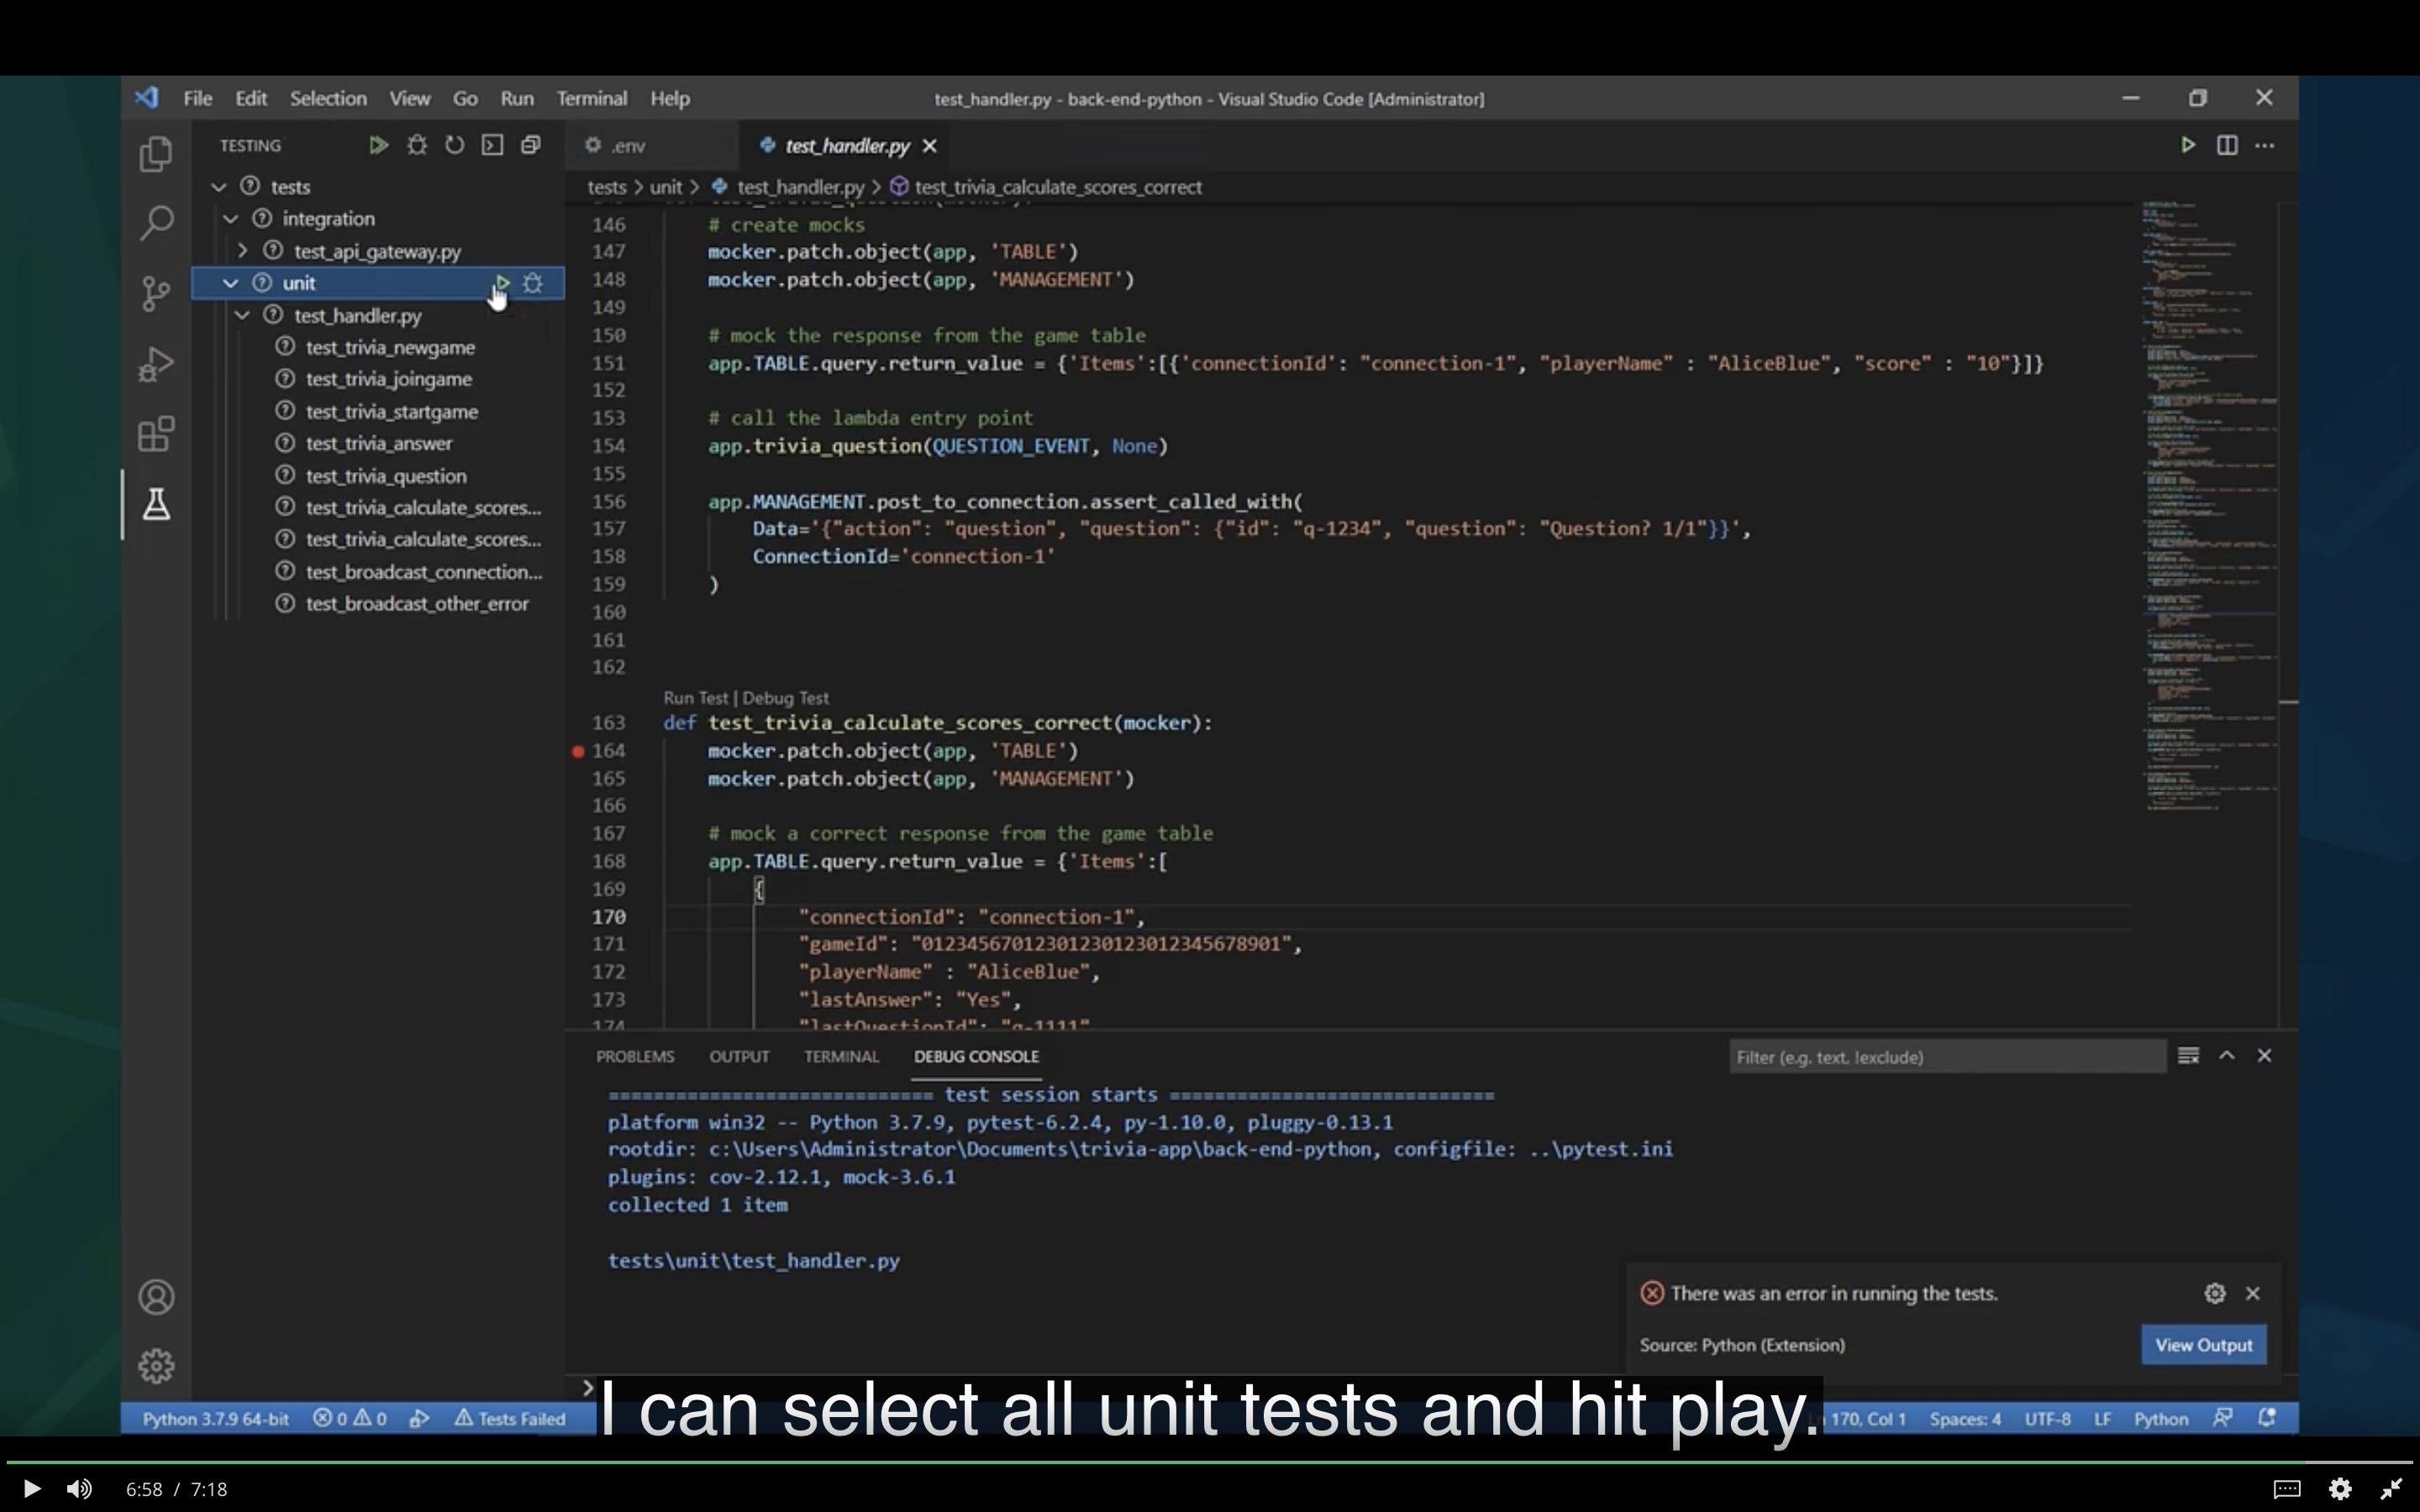 File Edit Selection View Go Run Terminal Help
test_handler.py - back-end-python - Visual Studio Code [Administrator]
TESTING
tests
integration
test_api_gateway.py
unit
test_handler.py
test_trivia_newgame
test_trivia_joingame
test_trivia_startgame
test_trivia_answer
test_trivia_question
test_trivia_calculate_scores...
test_trivia_calculate_scores...
test_broadcast_connection...
test_broadcast_other_error
.env
test_handler.py
tests > unit > test_handler.py > test_trivia_calculate_scores_correct
146 # create mocks
147 mocker.patch.object(app, 'TABLE')
148 mocker.patch.object(app, 'MANAGEMENT')
149
150 # mock the response from the game table
151 app.TABLE.query.return_value = {'Items':[{'connectionId': "connection-1", "playerName" : "AliceBlue", "score" : "10"}]}
152
153 # call the lambda entry point
154 app.trivia_question(QUESTION_EVENT, None)
155
156 app.MANAGEMENT.post_to_connection.assert_called_with(
157 Data='{"action": "question", "question": {"id": "q-1234", "question": "Question? 1/1"}}',
158 ConnectionId='connection-1'
159 )
160
161
162
Run Test | Debug Test
163 def test_trivia_calculate_scores_correct(mocker):
164 mocker.patch.object(app, 'TABLE')
165 mocker.patch.object(app, 'MANAGEMENT')
166
167 # mock a correct response from the game table
168 app.TABLE.query.return_value = {'Items':[
169 {
170 "connectionId": "connection-1",
171 "gameId": "01234567012301230123012345678901",
172 "playerName" : "AliceBlue",
173 "lastAnswer": "Yes",
174 "lastQuestionId": "q-1111"
PROBLEMS OUTPUT TERMINAL DEBUG CONSOLE
Filter (e.g. text, !exclude)
============================= test session starts =============================
platform win32 -- Python 3.7.9, pytest-6.2.4, py-1.10.0, pluggy-0.13.1
rootdir: c:\Users\Administrator\Documents\trivia-app\back-end-python, configfile: ..\pytest.ini
plugins: cov-2.12.1, mock-3.6.1
collected 1 item
tests\unit\test_handler.py
There was an error in running the tests.
Source: Python (Extension)
View Output
I can select all unit tests and hit play.
Python 3.7.9 64-bit 0 0 Tests Failed
170, Col 1 Spaces: 4 UTF-8 LF Python
6:58 / 7:18